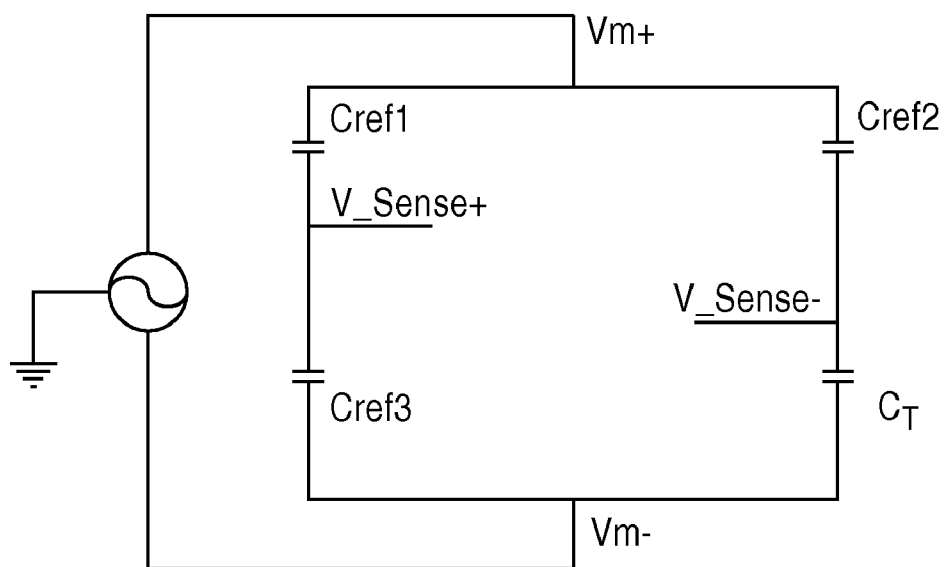 Vm+
Cref1
Cref2
V_Sense+
V_Sense-
Cref3
C_T
Vm-